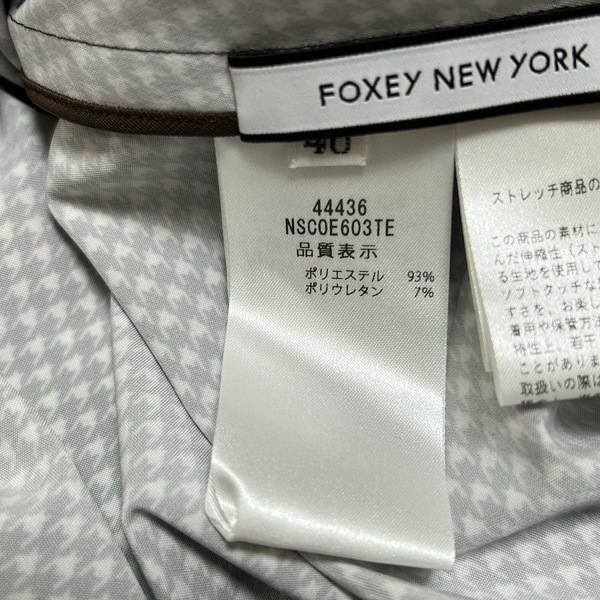 FOXEY NEW YORK
40
44436
NSCOE603TE
品質表示
ポリエステル 93%
ポリウレタン 7%
ストレッチ商品の
この商品の素材に
んだ伸縮性（スト
る生地を使用して
ソフトタッチな
すさを、お楽し
着用や保管方法
特性上、若干
ことがありま
取扱いの際は